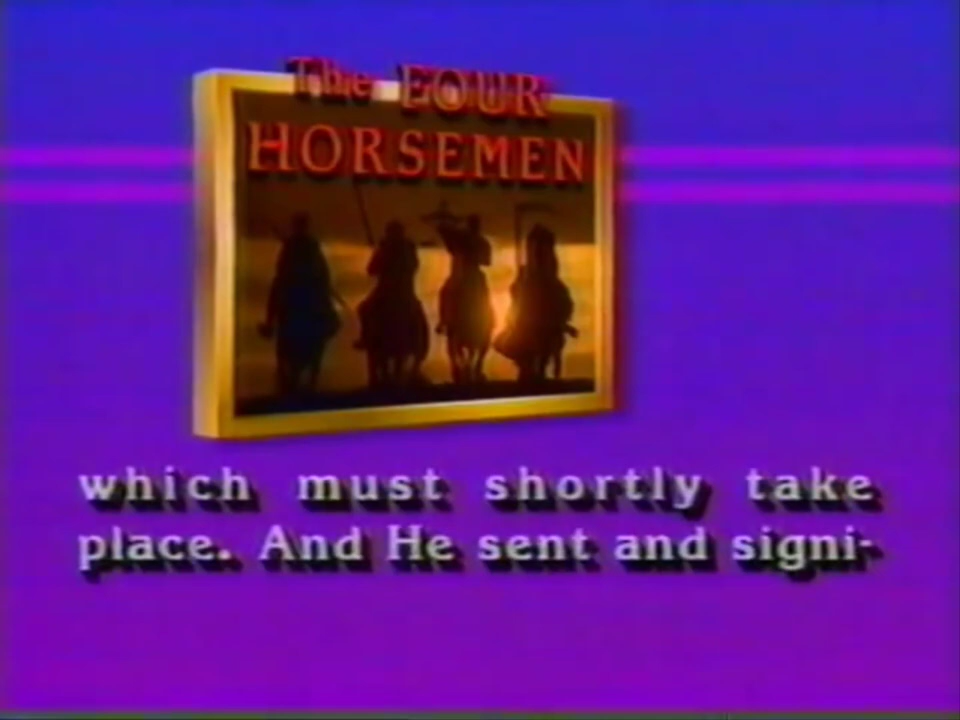 The FOUR
HORSEMEN
which must shortly take
place. And He sent and signi-